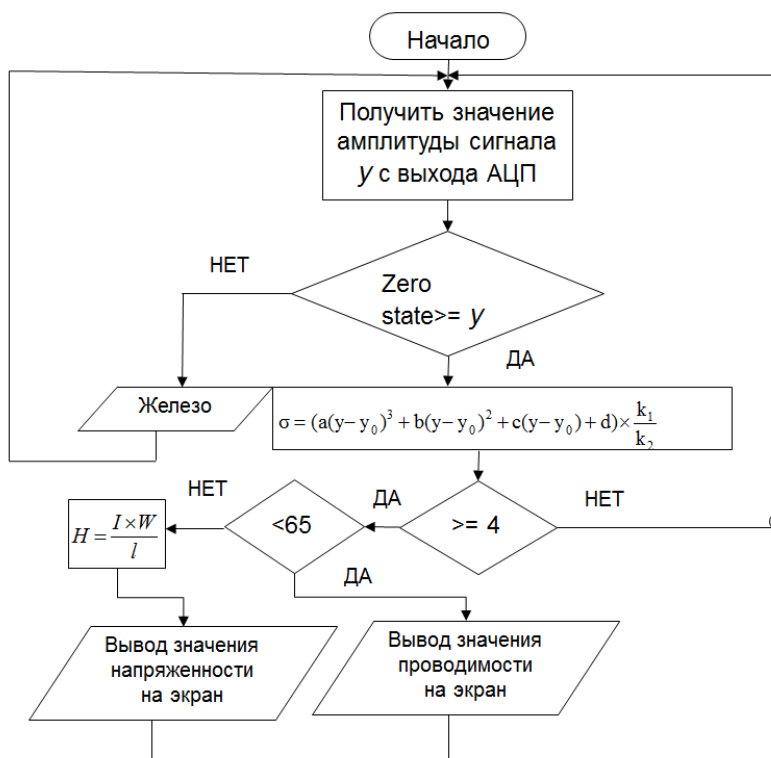 Начало
Получить значение
амплитуды сигнала
y с выхода АЦП
НЕТ
Zero
state>= y
ДА
Железо
σ = (a(y−y₀)³ + b(y−y₀)² + c(y−y₀) + d) × k₁/k₂
НЕТ
ДА
НЕТ
H = I×W/l
<65
>= 4
ДА
Вывод значения
напряженности
на экран
Вывод значения
проводимости
на экран